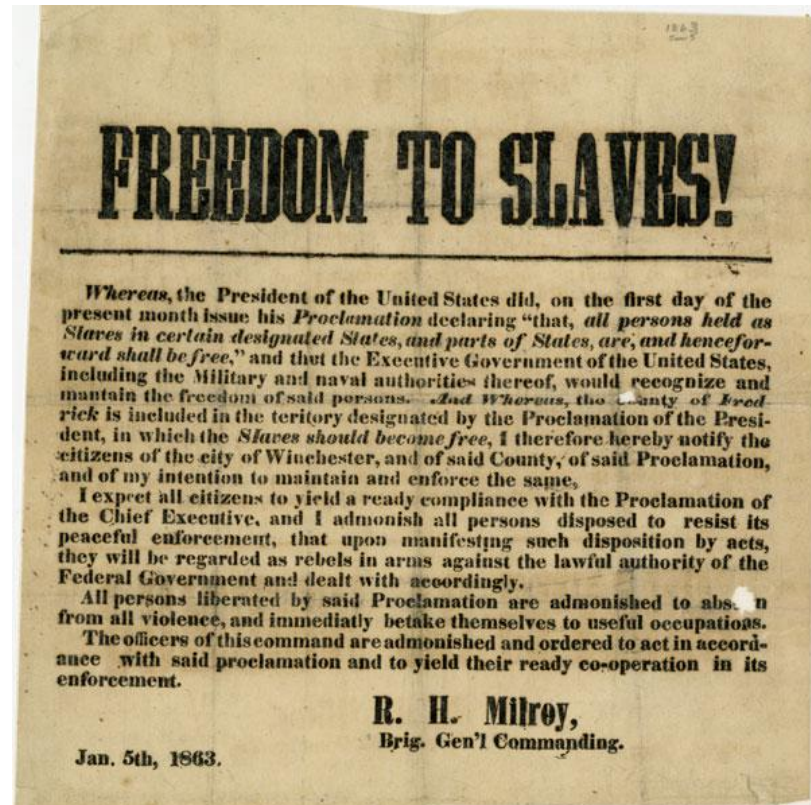 1863
FREEDOM TO SLAVES!
Whereas, the President of the United States did, on the first day of the
present month issue his Proclamation declaring "that, all persons held as
Slaves in certain designated States, and parts of States, are, and hencefor-
ward shall be free," and that the Executive Government of the United States,
including the Military and naval authorities thereof, would recognize and
mantain the freedom of said persons. And Whereas, the county of Fred
rick is included in the teritory designated by the Proclamation of the Presi-
dent, in which the Slaves should become free, I therefore hereby notify the
citizens of the city of Winchester, and of said County, of said Proclamation,
and of my intention to maintain and enforce the same,
I expect all citizens to yield a ready compliance with the Proclamation of
the Chief Executive, and I admonish all persons disposed to resist its
peaceful enforcement, that upon manifesting such disposition by acts,
they will be regarded as rebels in arms against the lawful authority of the
Federal Government and dealt with accordingly.
All persons liberated by said Proclamation are admonished to abs n
from all violence, and immediatly betake themselves to useful occupations.
The officers of this command are admonished and ordered to act in accord-
ance with said proclamation and to yield their ready co-operation in its
enforcement.
R. H. Milroy,
Brig. Gen'l Commanding.
Jan. 5th, 1863.